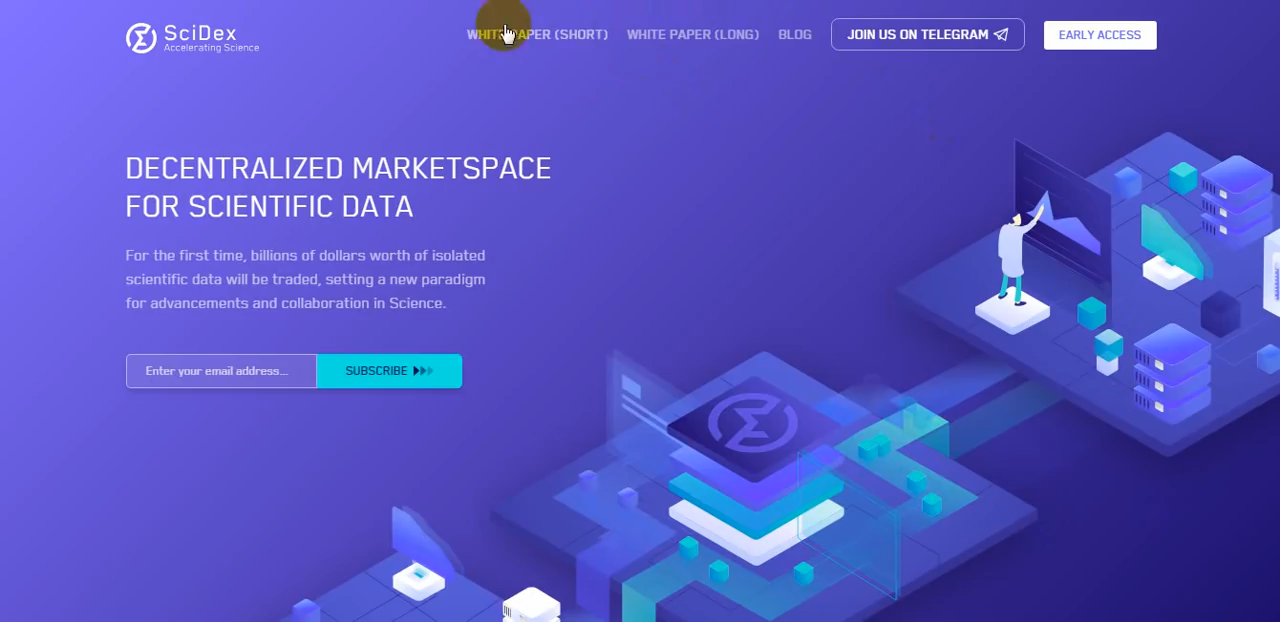 SciDex
Accelerating Science
WHITE PAPER (SHORT)
WHITE PAPER (LONG)
BLOG
JOIN US ON TELEGRAM
EARLY ACCESS
DECENTRALIZED MARKETSPACE
FOR SCIENTIFIC DATA
For the first time, billions of dollars worth of isolated
scientific data will be traded, setting a new paradigm
for advancements and collaboration in Science.
Enter your email address...
SUBSCRIBE